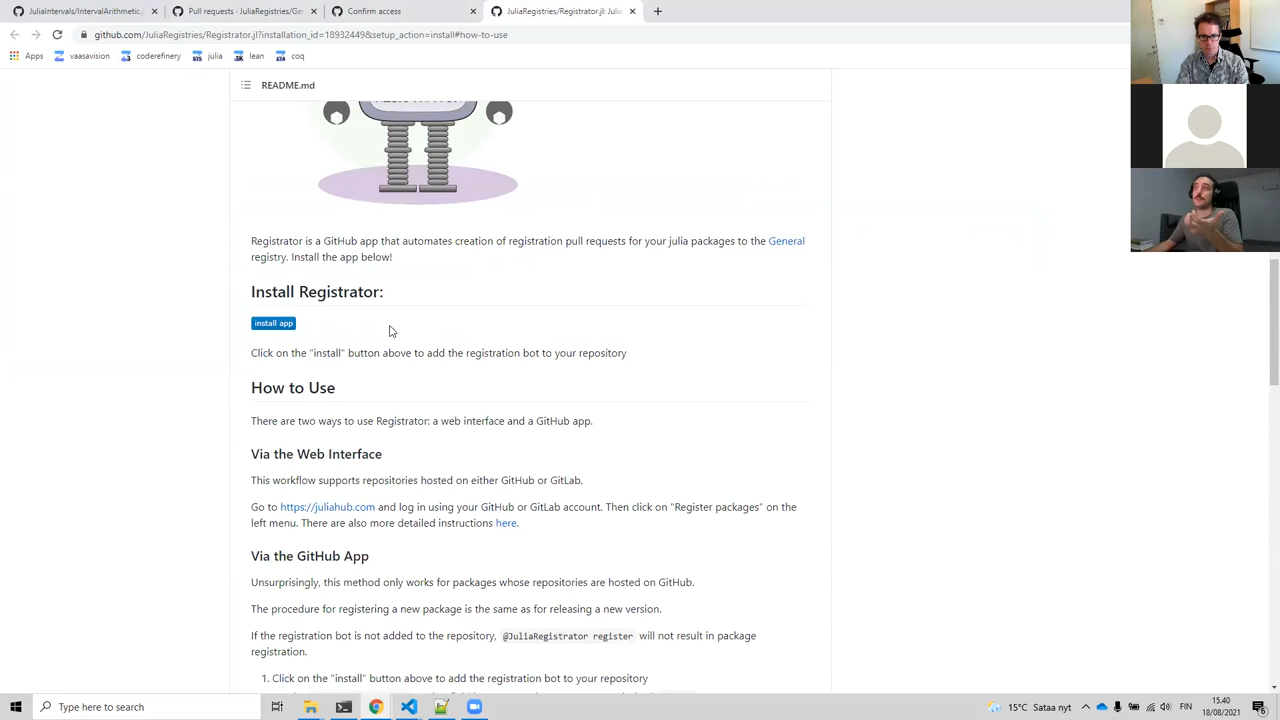 JuliaIntervals/IntervalArithmetic.j
Pull requests · JuliaRegistries/Ge
Confirm access
JuliaRegistries/Registrator.jl: Julia
github.com/JuliaRegistries/Registrator.jl?installation_id=18932449&setup_action=install#how-to-use
Apps
vaasavision
coderefinery
julia
lean
coq
README.md
Registrator is a GitHub app that automates creation of registration pull requests for your julia packages to the General
registry. Install the app below!
Install Registrator:
install app
Click on the "install" button above to add the registration bot to your repository
How to Use
There are two ways to use Registrator: a web interface and a GitHub app.
Via the Web Interface
This workflow supports repositories hosted on either GitHub or GitLab.
Go to https://juliahub.com and log in using your GitHub or GitLab account. Then click on "Register packages" on the
left menu. There are also more detailed instructions here.
Via the GitHub App
Unsurprisingly, this method only works for packages whose repositories are hosted on GitHub.
The procedure for registering a new package is the same as for releasing a new version.
If the registration bot is not added to the repository, @JuliaRegistrator register will not result in package
registration.
1. Click on the "install" button above to add the registration bot to your repository
Type here to search
15°C Sataa nyt
FIN
15.40
18/08/2021